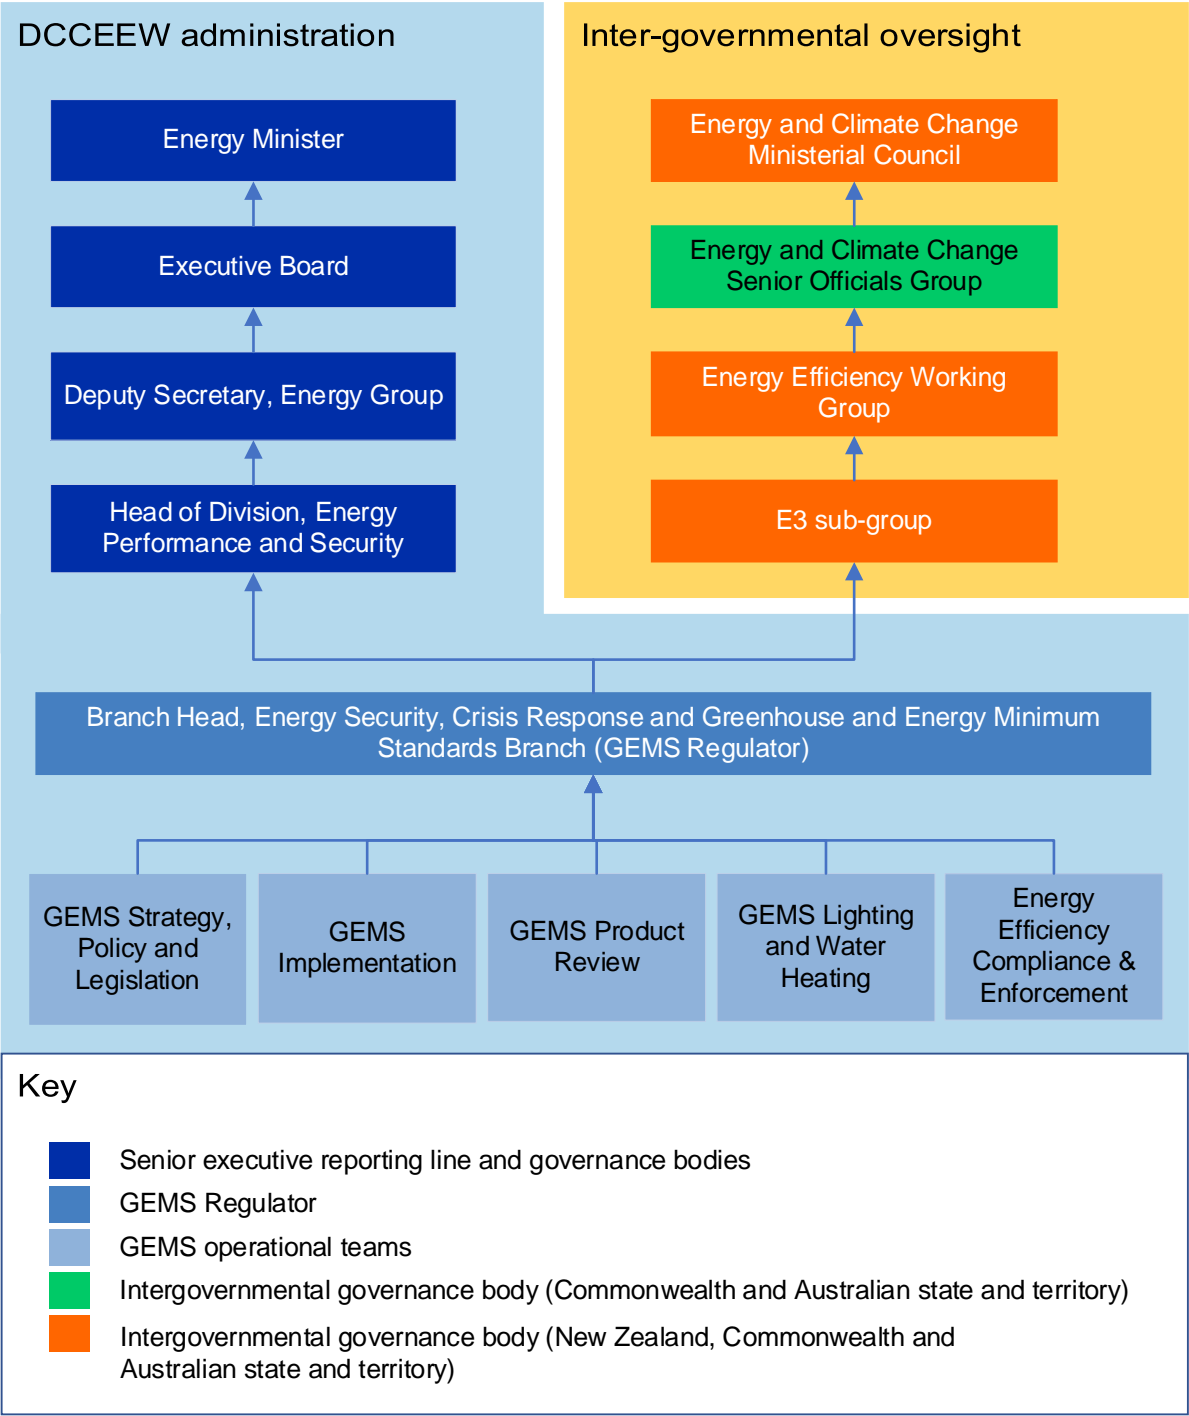 DCCEEW administration
Energy Minister
Executive Board
Deputy Secretary, Energy Group
Head of Division, Energy
Performance and Security
Inter-governmental oversight
Energy and Climate Change
Ministerial Council
Energy and Climate Change
Senior Officials Group
Energy Efficiency Working
Group
E3 sub-group
Branch Head, Energy Security, Crisis Response and Greenhouse and Energy Minimum
Standards Branch (GEMS Regulator)
GEMS Strategy,
Policy and
Legislation
GEMS
Implementation
GEMS Product
Review
GEMS Lighting
and Water
Heating
Energy
Efficiency
Compliance &
Enforcement
Key
Senior executive reporting line and governance bodies
GEMS Regulator
GEMS operational teams
Intergovernmental governance body (Commonwealth and Australian state and territory)
Intergovernmental governance body (New Zealand, Commonwealth and
Australian state and territory)